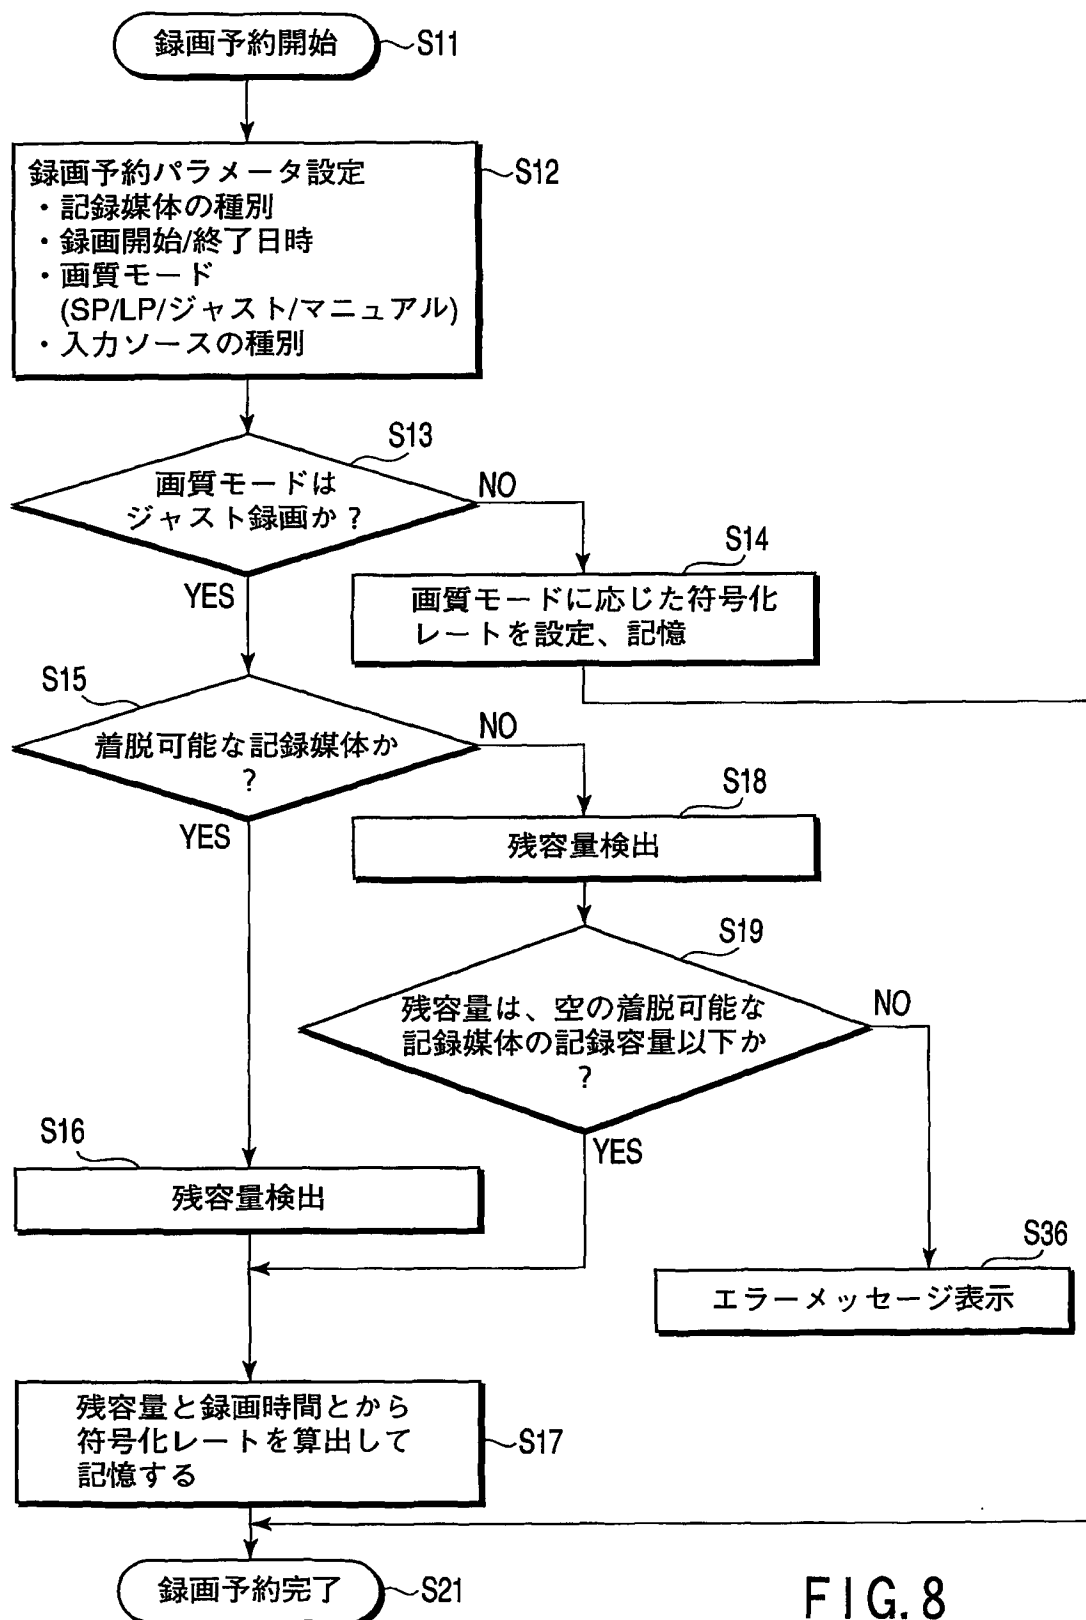 録画予約開始
S11
録画予約パラメータ設定
・記録媒体の種別
・録画開始/終了日時
・画質モード
(SP/LP/ジャスト/マニュアル)
・入力ソースの種別
S12
S13
画質モードは
ジャスト録画か?
NO
YES
S14
画質モードに応じた符号化
レートを設定、記憶
S15
着脱可能な記録媒体か
?
NO
YES
S18
残容量検出
S19
残容量は、空の着脱可能な
記録媒体の記録容量以下か
?
NO
YES
S16
残容量検出
S36
エラーメッセージ表示
残容量と録画時間とから
符号化レートを算出して
記憶する
S17
録画予約完了
S21
FIG. 8